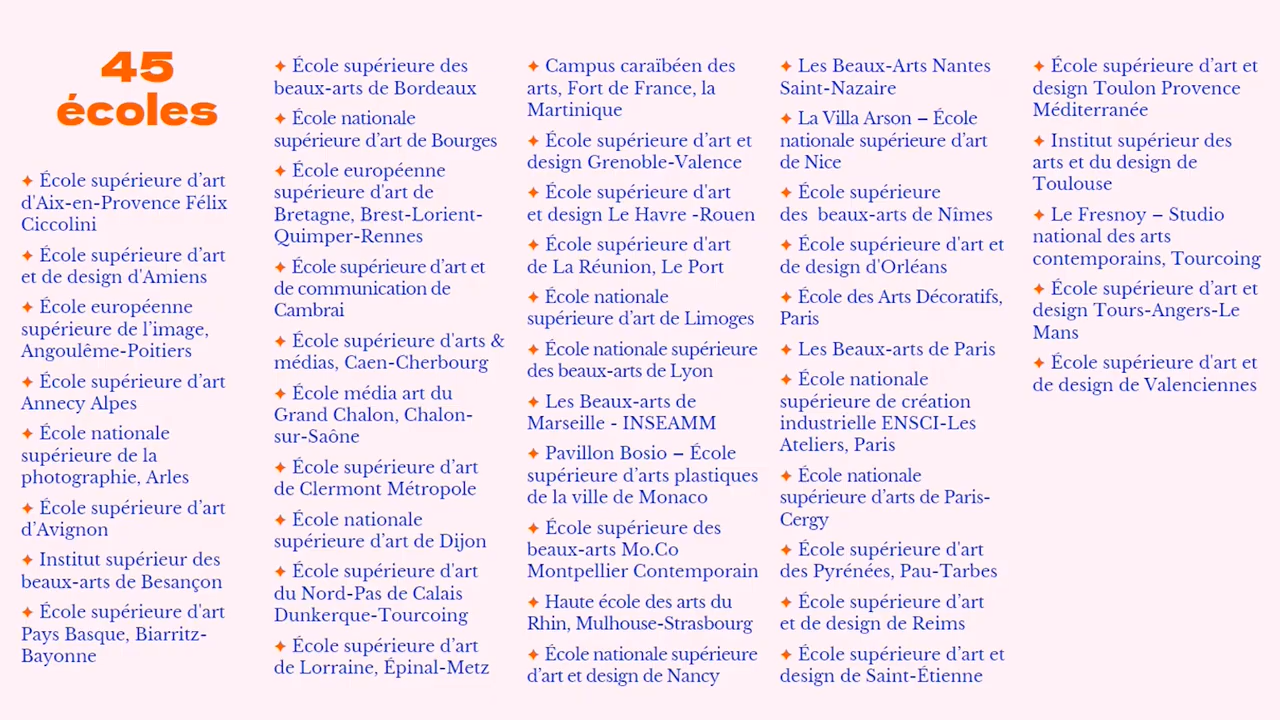 45
écoles
✦ École supérieure d’art
d'Aix-en-Provence Félix
Ciccolini
✦ École supérieure d’art
et de design d'Amiens
✦ École européenne
supérieure de l’image,
Angoulême-Poitiers
✦ École supérieure d’art
Annecy Alpes
✦ École nationale
supérieure de la
photographie, Arles
✦ École supérieure d’art
d’Avignon
✦ Institut supérieur des
beaux-arts de Besançon
✦ École supérieure d'art
Pays Basque, Biarritz-
Bayonne
✦ École supérieure des
beaux-arts de Bordeaux
✦ École nationale
supérieure d’art de Bourges
✦ École européenne
supérieure d'art de
Bretagne, Brest-Lorient-
Quimper-Rennes
✦ École supérieure d’art et
de communication de
Cambrai
✦ École supérieure d’arts &
médias, Caen-Cherbourg
✦ École média art du
Grand Chalon, Chalon-
sur-Saône
✦ École supérieure d’art
de Clermont Métropole
✦ École nationale
supérieure d’art de Dijon
✦ École supérieure d'art
du Nord-Pas de Calais
Dunkerque-Tourcoing
✦ École supérieure d’art
de Lorraine, Épinal-Metz
✦ Campus caraïbéen des
arts, Fort de France, la
Martinique
✦ École supérieure d’art et
design Grenoble-Valence
✦ École supérieure d'art
et design Le Havre -Rouen
✦ École supérieure d'art
de La Réunion, Le Port
✦ École nationale
supérieure d’art de Limoges
✦ École nationale supérieure
des beaux-arts de Lyon
✦ Les Beaux-arts de
Marseille - INSEAMM
✦ Pavillon Bosio – École
supérieure d’arts plastiques
de la ville de Monaco
✦ École supérieure des
beaux-arts Mo.Co
Montpellier Contemporain
✦ Haute école des arts du
Rhin, Mulhouse-Strasbourg
✦ École nationale supérieure
d’art et design de Nancy
✦ Les Beaux-Arts Nantes
Saint-Nazaire
✦ La Villa Arson – École
nationale supérieure d’art
de Nice
✦ École supérieure
des  beaux-arts de Nîmes
✦ École supérieure d'art et
de design d'Orléans
✦ École des Arts Décoratifs,
Paris
✦ Les Beaux-arts de Paris
✦ École nationale
supérieure de création
industrielle ENSCI-Les
Ateliers, Paris
✦ École nationale
supérieure d’arts de Paris-
Cergy
✦ École supérieure d'art
des Pyrénées, Pau-Tarbes
✦ École supérieure d’art
et de design de Reims
✦ École supérieure d’art et
design de Saint-Étienne
✦ École supérieure d’art et
design Toulon Provence
Méditerranée
✦ Institut supérieur des
arts et du design de
Toulouse
✦ Le Fresnoy – Studio
national des arts
contemporains, Tourcoing
✦ École supérieure d’art et
design Tours-Angers-Le
Mans
✦ École supérieure d'art et
de design de Valenciennes